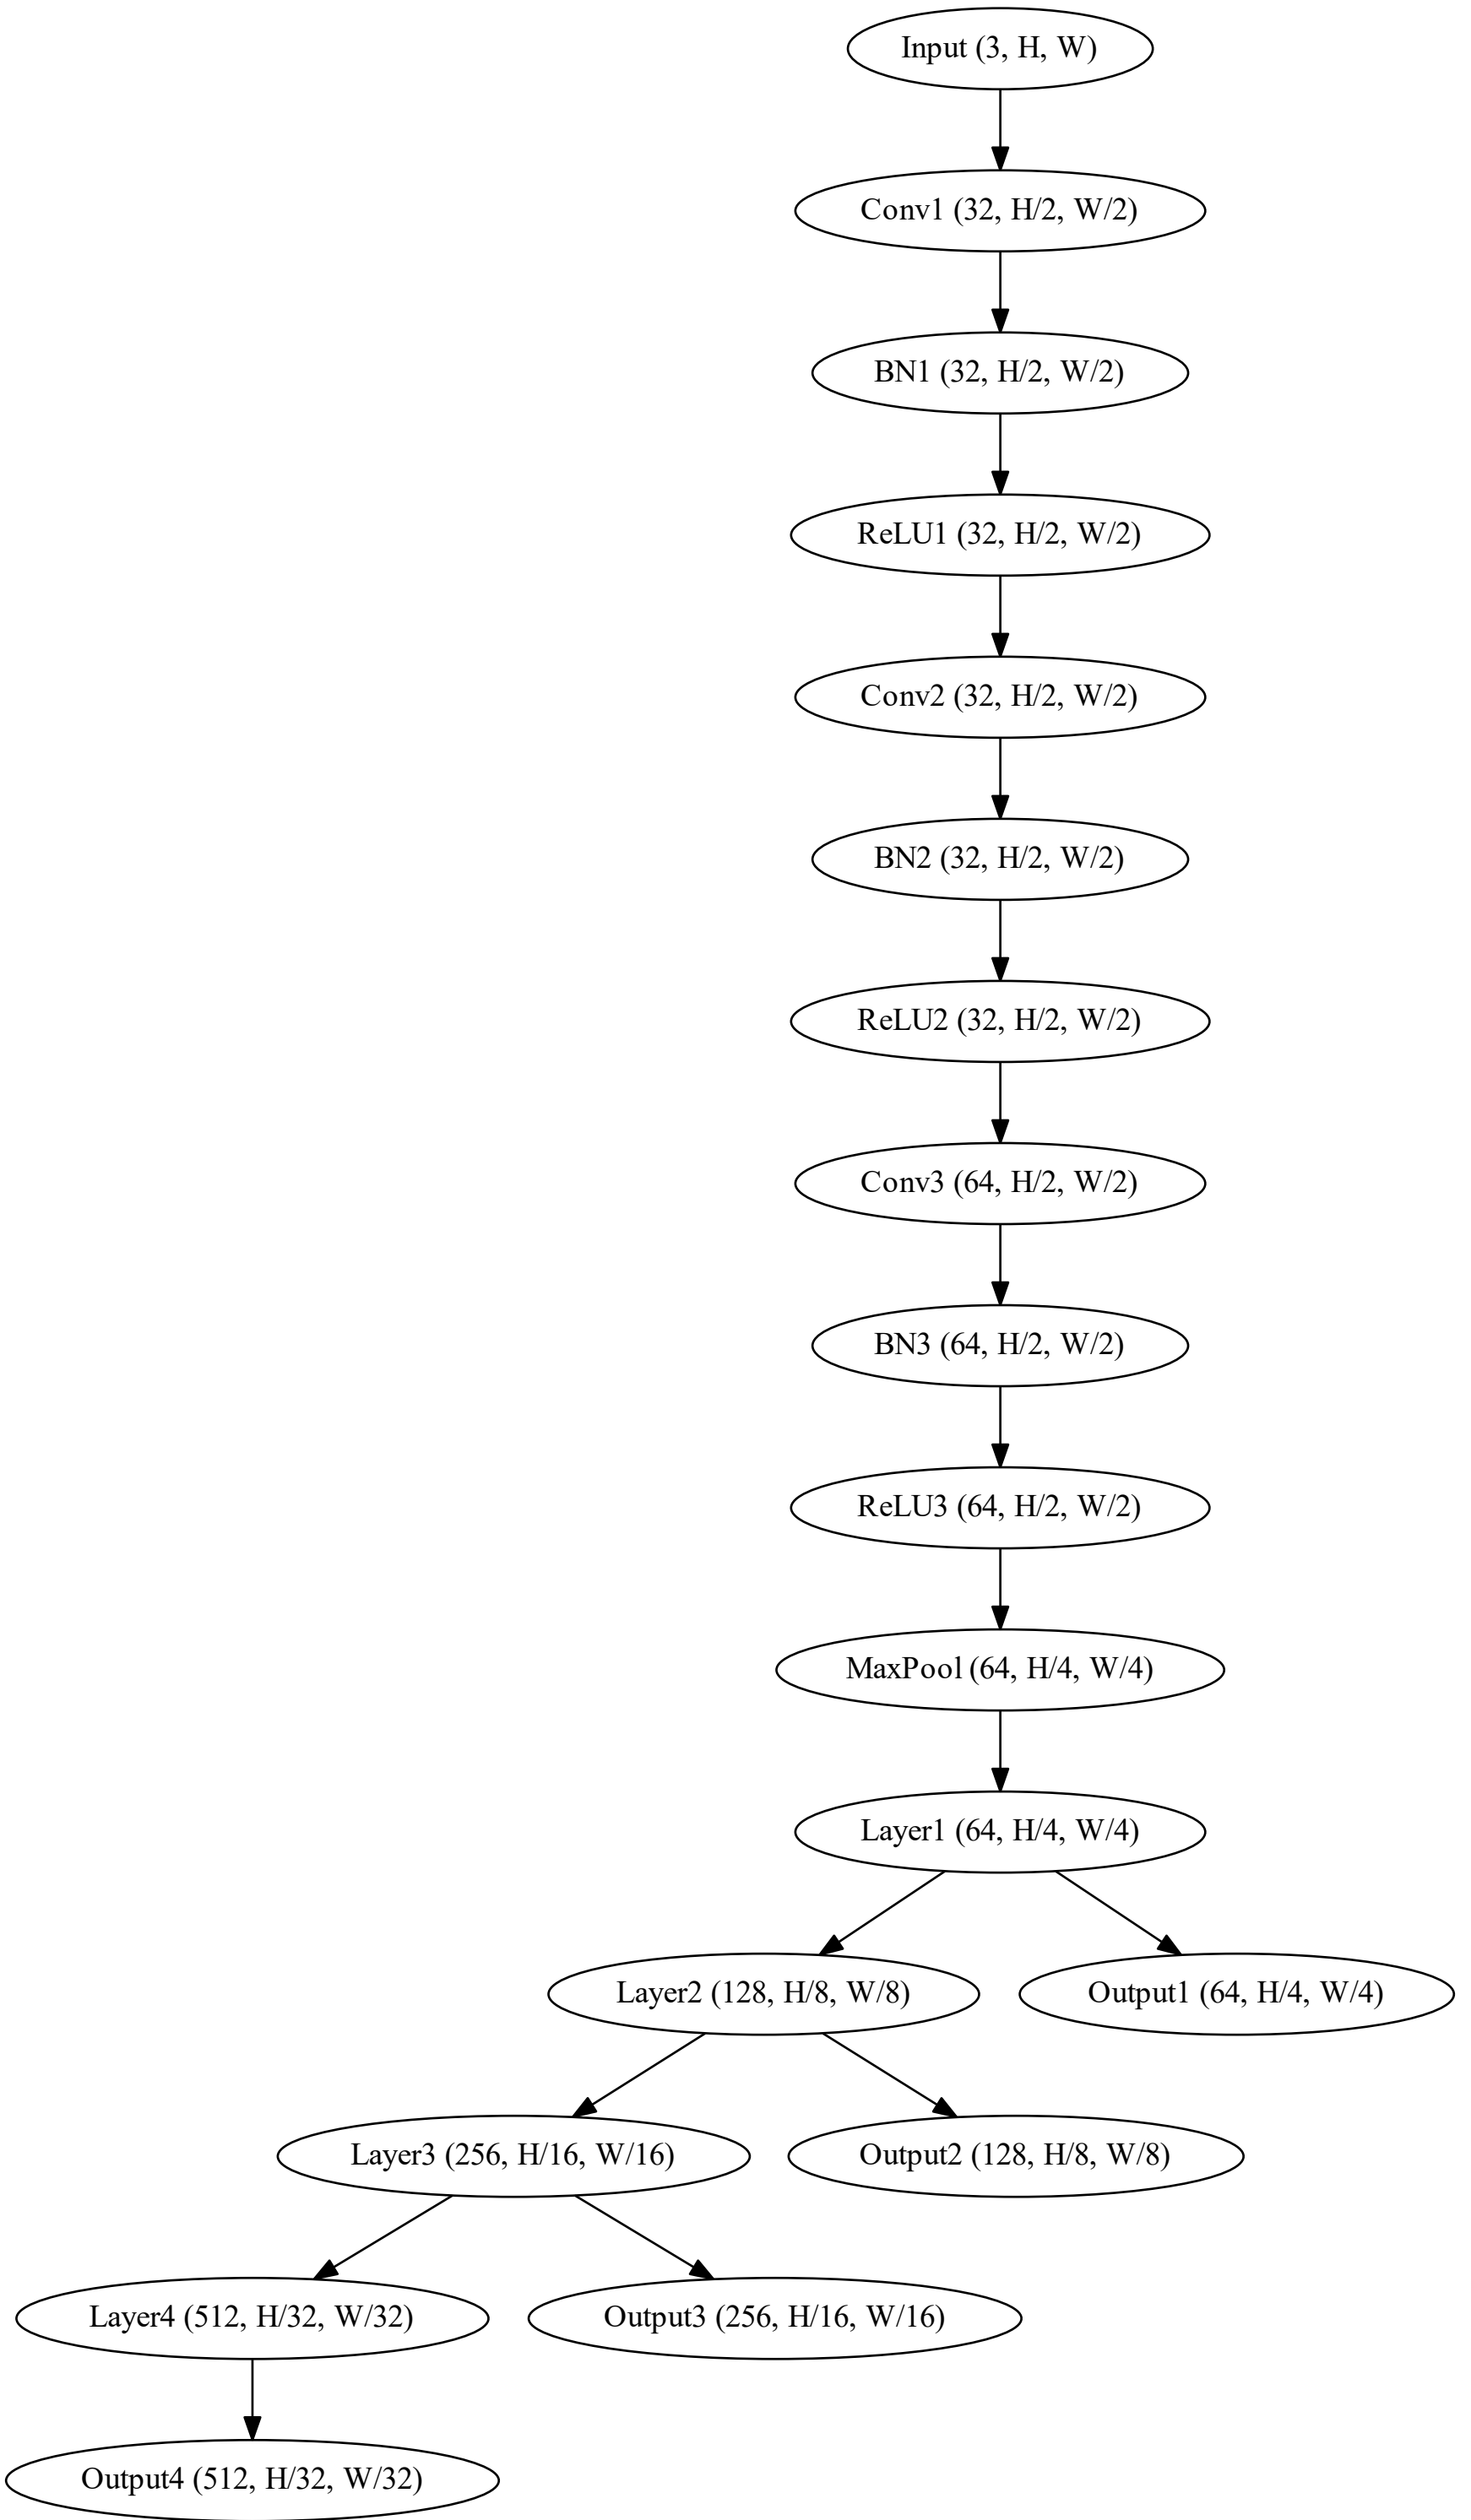 Input (3, H, W)
Conv1 (32, H/2, W/2)
BN1 (32, H/2, W/2)
ReLU1 (32, H/2, W/2)
Conv2 (32, H/2, W/2)
BN2 (32, H/2, W/2)
ReLU2 (32, H/2, W/2)
Conv3 (64, H/2, W/2)
BN3 (64, H/2, W/2)
ReLU3 (64, H/2, W/2)
MaxPool (64, H/4, W/4)
Layer1 (64, H/4, W/4)
Layer2 (128, H/8, W/8)
Output1 (64, H/4, W/4)
Layer3 (256, H/16, W/16)
Output2 (128, H/8, W/8)
Layer4 (512, H/32, W/32)
Output3 (256, H/16, W/16)
Output4 (512, H/32, W/32)